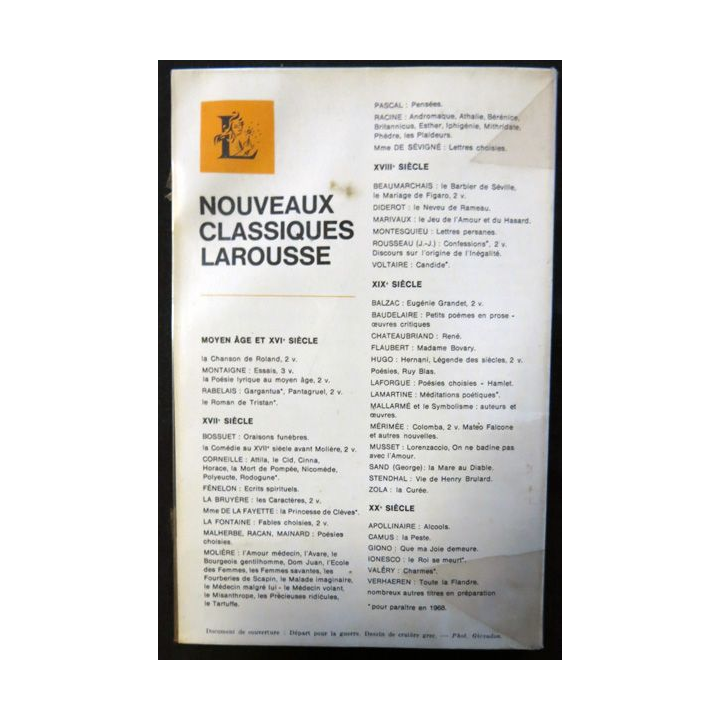 L
NOUVEAUX
CLASSIQUES
LAROUSSE
MOYEN ÂGE ET XVIᵉ SIÈCLE
la Chanson de Roland, 2 v.
MONTAIGNE : Essais, 3 v.
la Poésie lyrique au moyen âge, 2 v.
RABELAIS : Gargantua*, Pantagruel, 2 v.
le Roman de Tristan*.
XVIIᵉ SIÈCLE
BOSSUET : Oraisons funèbres.
la Comédie au XVIIᵉ siècle avant Molière, 2 v.
CORNEILLE : Attila, le Cid, Cinna,
Horace, la Mort de Pompée, Nicomède,
Polyeucte, Rodogune*.
FÉNELON : Ecrits spirituels.
LA BRUYÈRE : les Caractères, 2 v.
Mme DE LA FAYETTE : la Princesse de Clèves*.
LA FONTAINE : Fables choisies, 2 v.
MALHERBE, RACAN, MAINARD : Poésies
choisies.
MOLIÈRE : l'Amour médecin, l'Avare, le
Bourgeois gentilhomme, Dom Juan, l'Ecole
des Femmes, les Femmes savantes, les
Fourberies de Scapin, le Malade imaginaire,
le Médecin malgré lui - le Médecin volant,
le Misanthrope, les Précieuses ridicules,
le Tartuffe.
PASCAL : Pensées.
RACINE : Andromaque, Athalie, Bérénice,
Britannicus, Esther, Iphigénie, Mithridate,
Phèdre, les Plaideurs.
Mme DE SÉVIGNÉ : Lettres choisies.
XVIIIᵉ SIÈCLE
BEAUMARCHAIS : le Barbier de Séville,
le Mariage de Figaro, 2 v.
DIDEROT : le Neveu de Rameau.
MARIVAUX : le Jeu de l'Amour et du Hasard.
MONTESQUIEU : Lettres persanes.
ROUSSEAU (J.-J.) : Confessions*, 2 v.
Discours sur l'origine de l'Inégalité.
VOLTAIRE : Candide*.
XIXᵉ SIÈCLE
BALZAC : Eugénie Grandet, 2 v.
BAUDELAIRE : Petits poèmes en prose -
œuvres critiques
CHATEAUBRIAND : René.
FLAUBERT : Madame Bovary.
HUGO : Hernani, Légende des siècles, 2 v.
Poésies, Ruy Blas.
LAFORGUE : Poésies choisies - Hamlet.
LAMARTINE : Méditations poétiques*.
MALLARMÉ et le Symbolisme : auteurs et
œuvres.
MÉRIMÉE : Colomba, 2 v. Mateo Falcone
et autres nouvelles.
MUSSET : Lorenzaccio, On ne badine pas
avec l'Amour.
SAND (George): la Mare au Diable.
STENDHAL : Vie de Henry Brulard.
ZOLA : la Curée.
XXᵉ SIÈCLE
APOLLINAIRE : Alcools.
CAMUS : la Peste.
GIONO : Que ma Joie demeure.
IONESCO : le Roi se meurt*.
VALÉRY : Charmes*.
VERHAEREN : Toute la Flandre.
nombreux autres titres en préparation
*pour paraître en 1968.
Document de couverture : Départ pour la guerre. Dessin de cratère grec. — Phot. Giraudon.